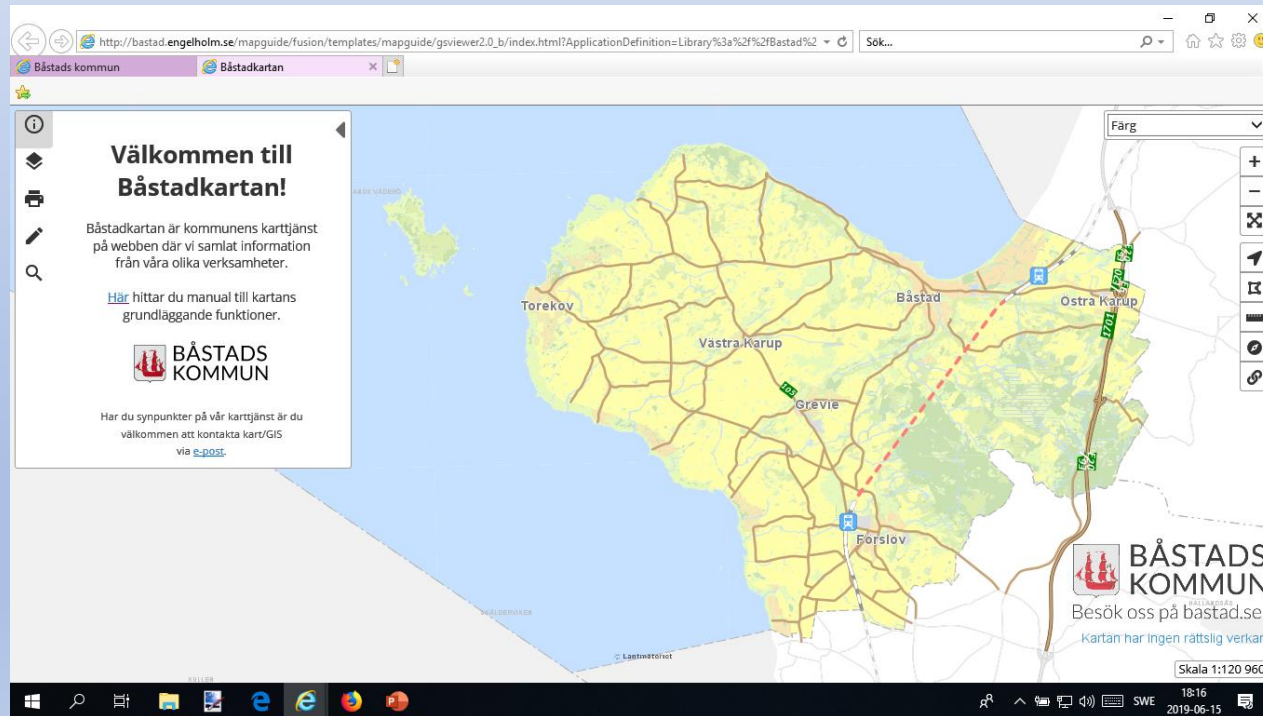 http://bastad.engelholm.se/mapguide/fusion/templates/mapguide/gsviewer2.0_b/index.html?ApplicationDefinition=Library%3a%2f%2fBastad%2
Sök...
Båstads kommun
Båstadkartan
Välkommen till
Båstadkartan!
Båstadkartan är kommunens karttjänst
på webben där vi samlat information
från våra olika verksamheter.
Här hittar du manual till kartans
grundläggande funktioner.
BÅSTADS
KOMMUN
Har du synpunkter på vår karttjänst är du
välkommen att kontakta kart/GIS
via e-post.
Färg
Torekov
Båstad
Östra Karup
Västra Karup
1701
105
Grevie
Förslöv
SKÄLDERVIKEN
© Lantmäteriet
KULLEN
BÅSTADS
KOMMUN
Besök oss på bastad.se
Kartan har ingen rättslig verkan
Skala 1:120 960
SWE
18:16
2019-06-15